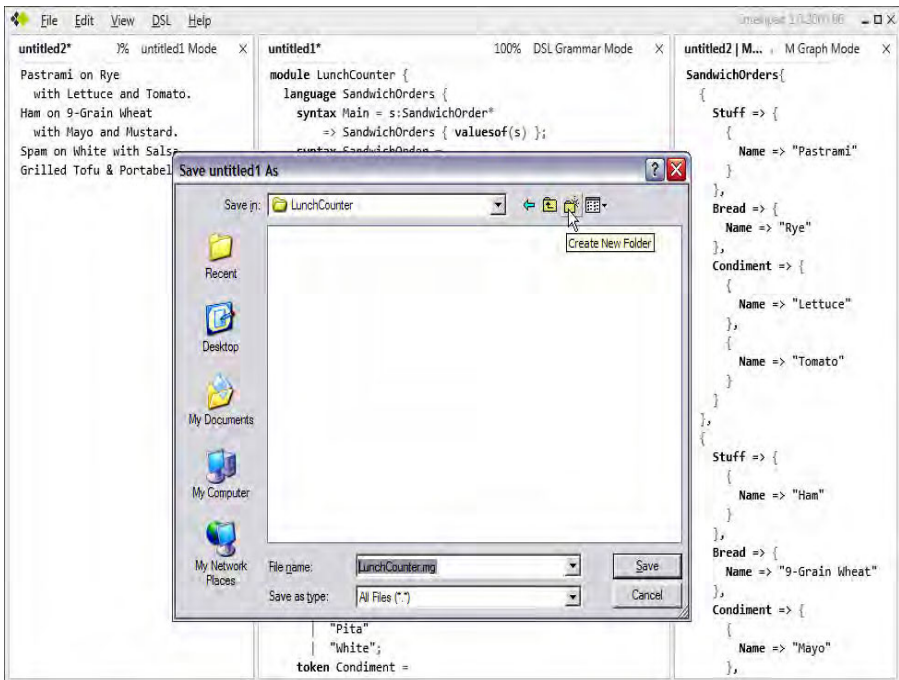 File Edit View DSL Help
untitled2* )% untitled1 Mode ×
Pastrami on Rye
with Lettuce and Tomato.
Ham on 9-Grain Wheat
with Mayo and Mustard.
Spam on White with Salsa
Grilled Tofu & Portabel
untitled1* 100% DSL Grammar Mode ×
module LunchCounter {
language SandwichOrders {
syntax Main = s:SandwichOrder*
=> SandwichOrders { valuesof(s) };
syntax SandwichOrder =
Save untitled1 As
Save in: LunchCounter
Create New Folder
Recent
Desktop
My Documents
My Computer
My Network
Places
File name: LunchCounter.mg Save
Save as type: All Files (*.*) Cancel
| "Pita"
| "White";
token Condiment =
untitled2 | M... M Graph Mode ×
SandwichOrders{
{
Stuff => {
{
Name => "Pastrami"
}
},
Bread => {
Name => "Rye"
},
Condiment => {
{
Name => "Lettuce"
},
{
Name => "Tomato"
}
}
},
{
Stuff => {
{
Name => "Ham"
}
},
Bread => {
Name => "9-Grain Wheat"
},
Condiment => {
{
Name => "Mayo"
},